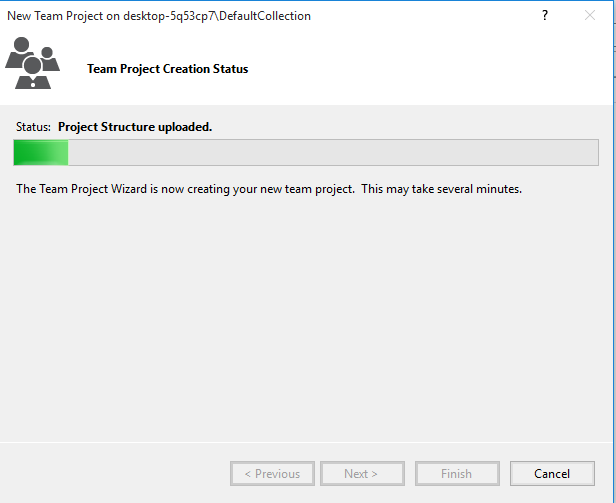 New Team Project on desktop-5q53cp7\DefaultCollection ?
Team Project Creation Status
Status: Project Structure uploaded.
The Team Project Wizard is now creating your new team project. This may take several minutes.
< Previous Next > Finish Cancel